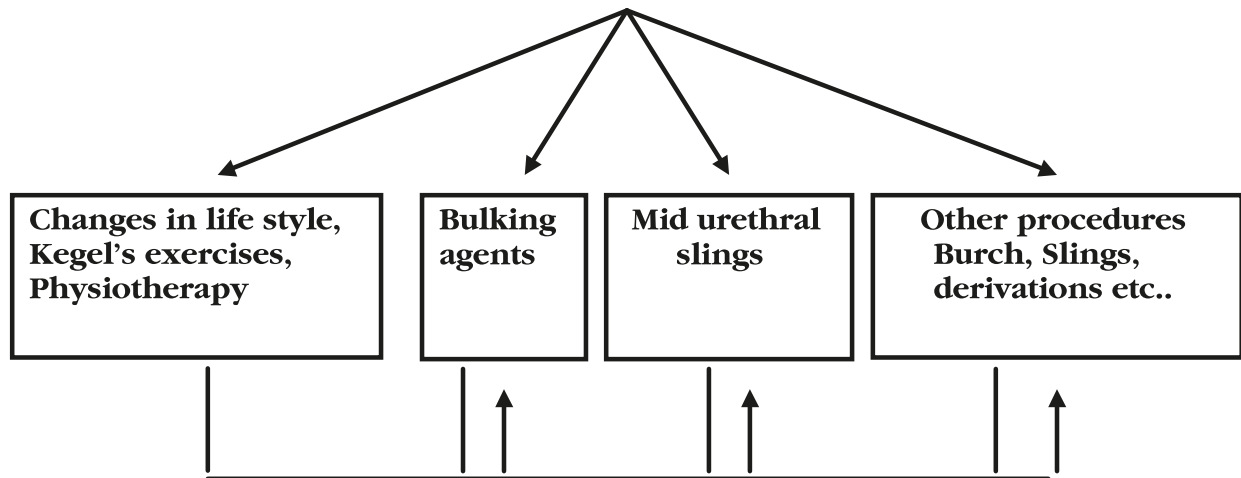 Changes in life style,
Kegel's exercises,
Physiotherapy
Bulking
agents
Mid urethral
slings
Other procedures
Burch, Slings,
derivations etc..